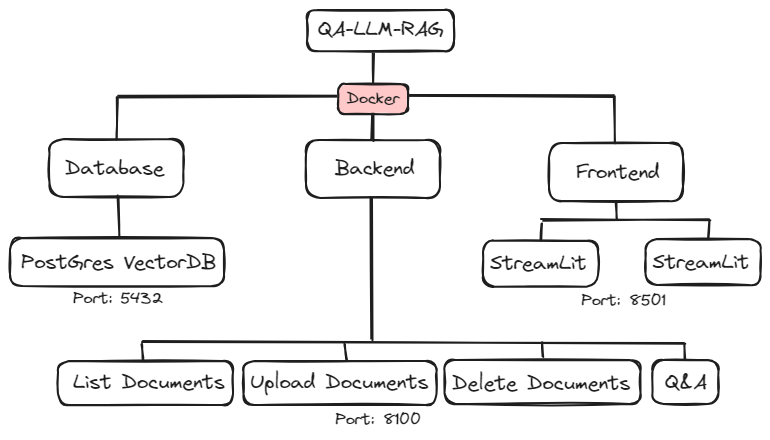 QA-LLM-RAG
Docker
Database
Backend
Frontend
PostGres VectorDB
StreamLit
StreamLit
Port: 5432
Port: 8501
List Documents
Upload Documents
Delete Documents
Q&A
Port: 8100